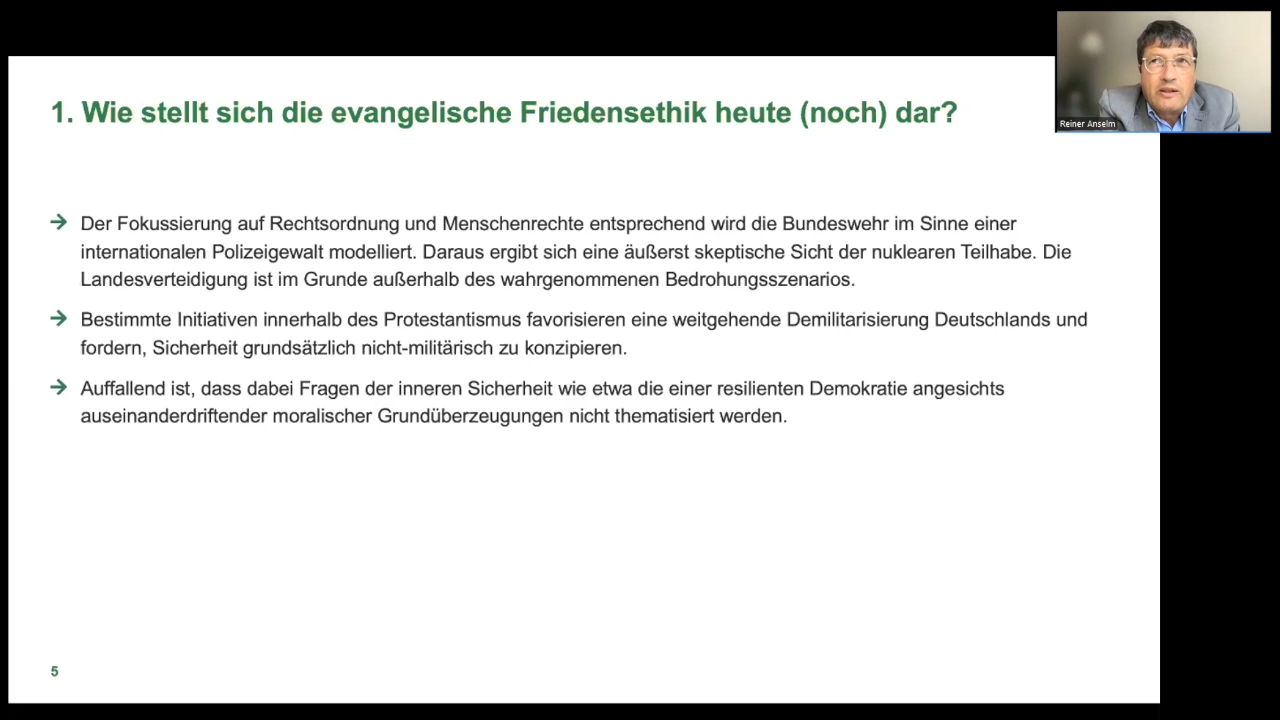 1. Wie stellt sich die evangelische Friedensethik heute (noch) dar?
Reiner Anselm
→ Der Fokussierung auf Rechtsordnung und Menschenrechte entsprechend wird die Bundeswehr im Sinne einer
internationalen Polizeigewalt modelliert. Daraus ergibt sich eine äußerst skeptische Sicht der nuklearen Teilhabe. Die
Landesverteidigung ist im Grunde außerhalb des wahrgenommenen Bedrohungsszenarios.
→ Bestimmte Initiativen innerhalb des Protestantismus favorisieren eine weitgehende Demilitarisierung Deutschlands und
fordern, Sicherheit grundsätzlich nicht-militärisch zu konzipieren.
→ Auffallend ist, dass dabei Fragen der inneren Sicherheit wie etwa die einer resilienten Demokratie angesichts
auseinanderdriftender moralischer Grundüberzeugungen nicht thematisiert werden.
5